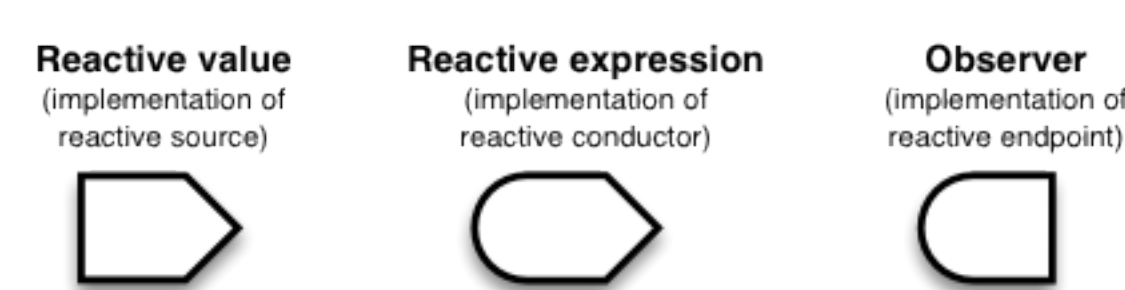 Reactive value
(implementation of
reactive source)
Reactive expression
(implementation of
reactive conductor)
Observer
(implementation of
reactive endpoint)